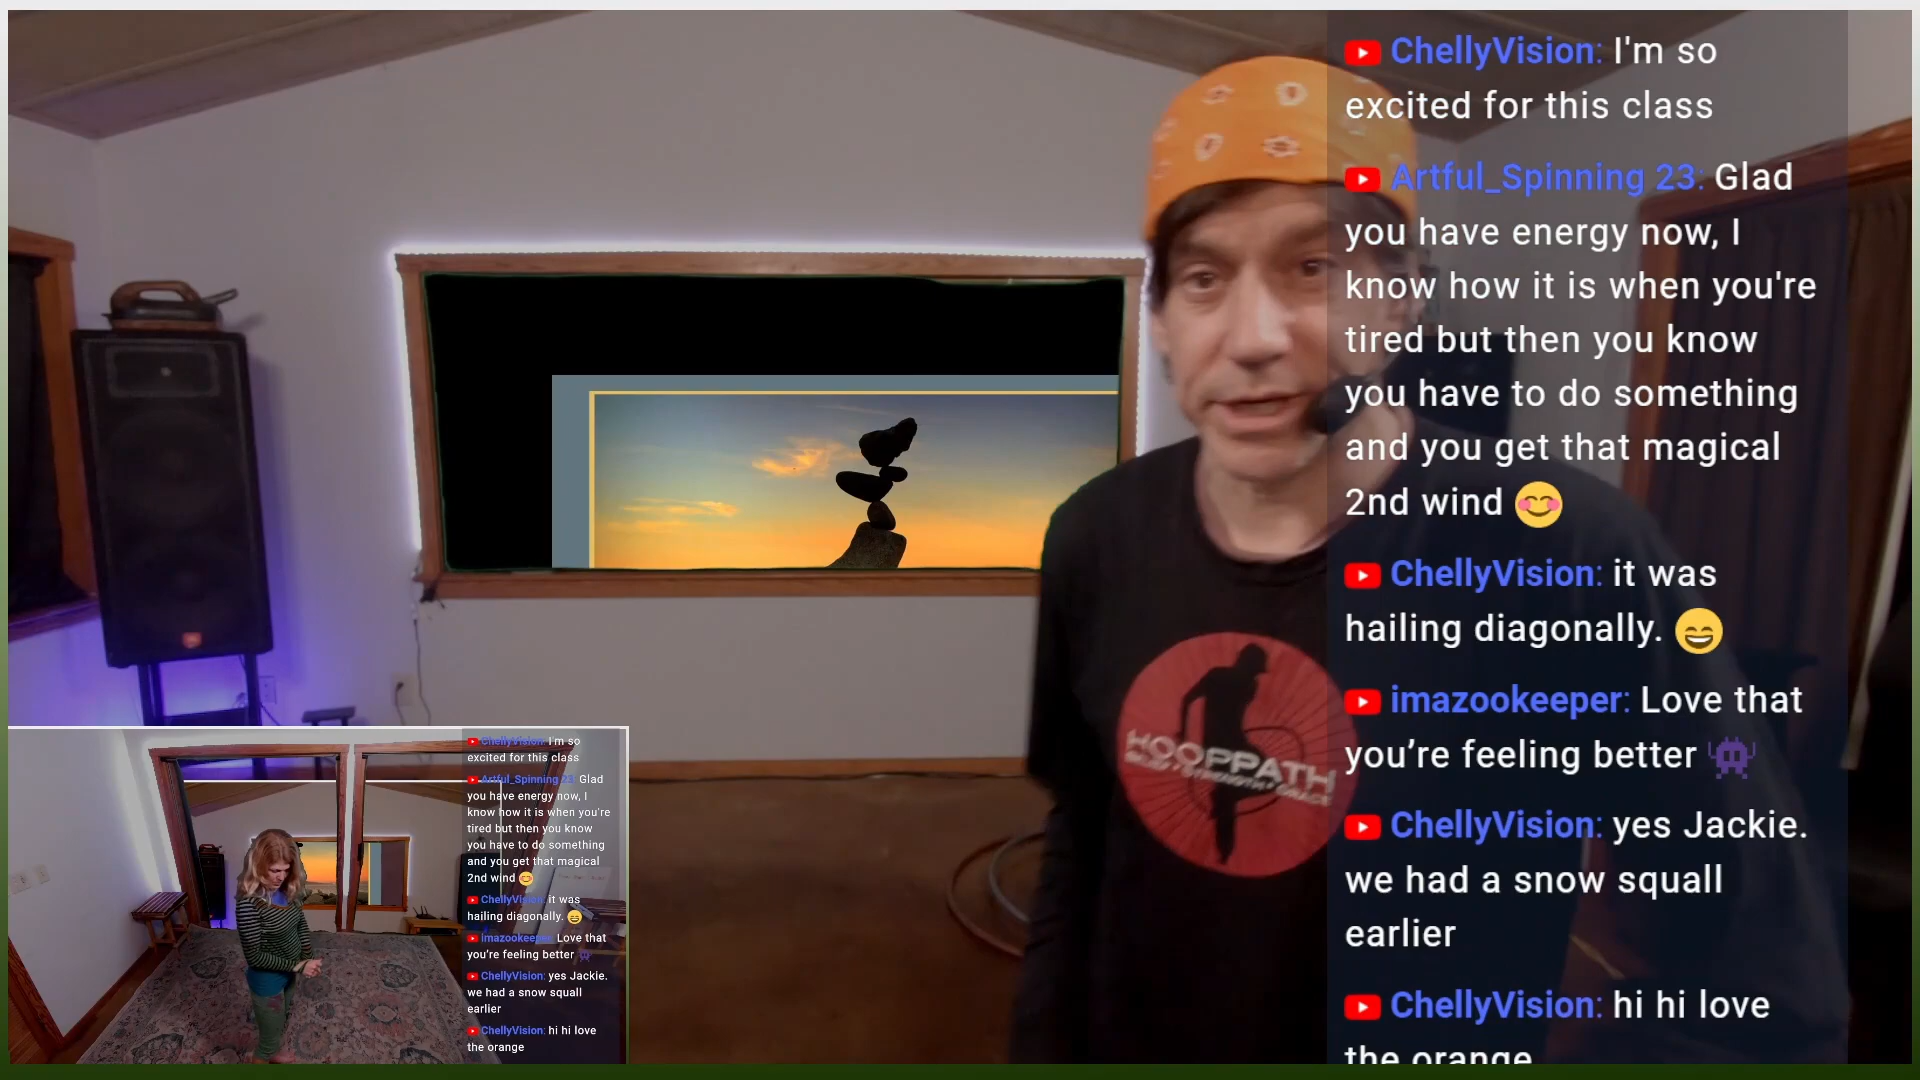 ChellyVision: I'm so
excited for this class
Artful_Spinning 23: Glad
you have energy now, I
know how it is when you're
tired but then you know
you have to do something
and you get that magical
2nd wind 😊
ChellyVision: it was
hailing diagonally. 😄
imazookeeper: Love that
you’re feeling better
ChellyVision: yes Jackie.
we had a snow squall
earlier
ChellyVision: hi hi love
the orange
HOOPPATH
ChellyVision: I'm so
excited for this class
Artful_Spinning 23: Glad
you have energy now, I
know how it is when you're
tired but then you know
you have to do something
and you get that magical
2nd wind 😊
ChellyVision: it was
hailing diagonally. 😄
imazookeeper: Love that
you’re feeling better
ChellyVision: yes Jackie.
we had a snow squall
earlier
ChellyVision: hi hi love
the orange